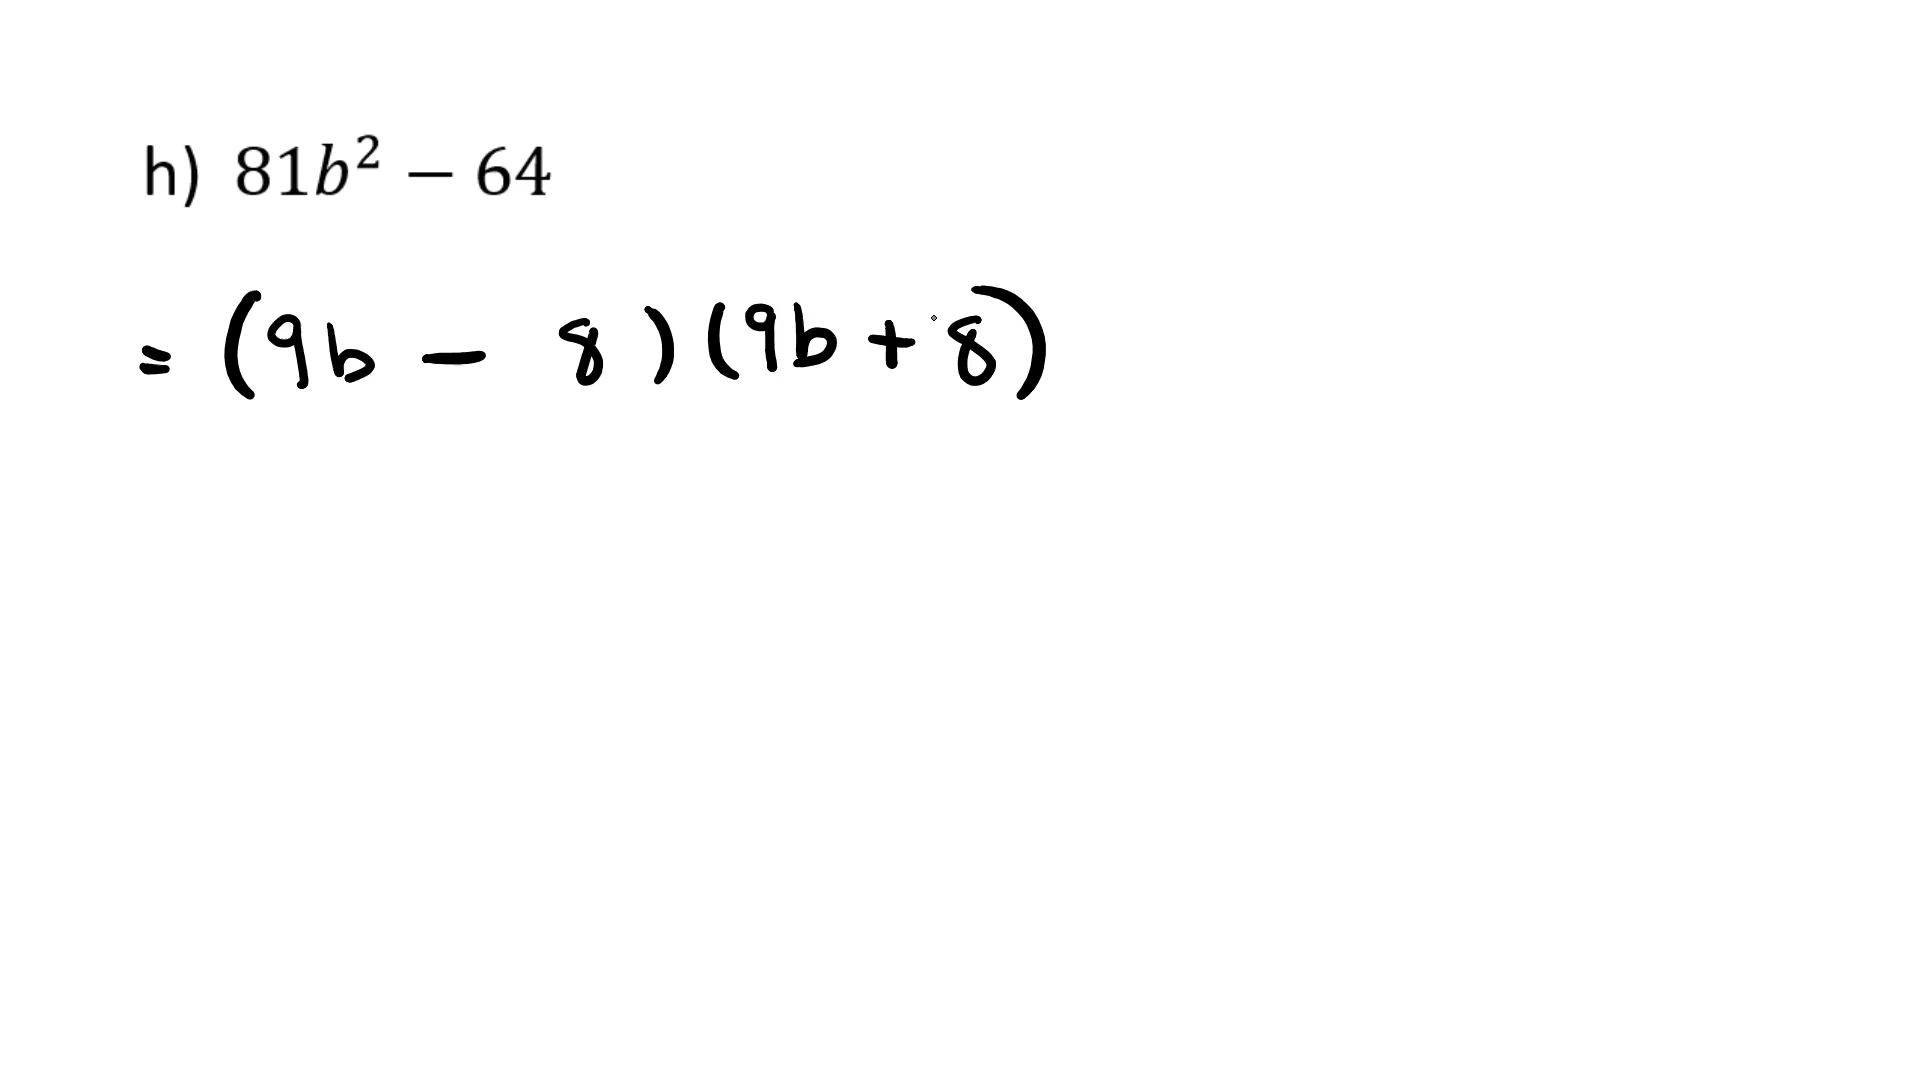 h) 81b² − 64
= (9b − 8)(9b + 8)